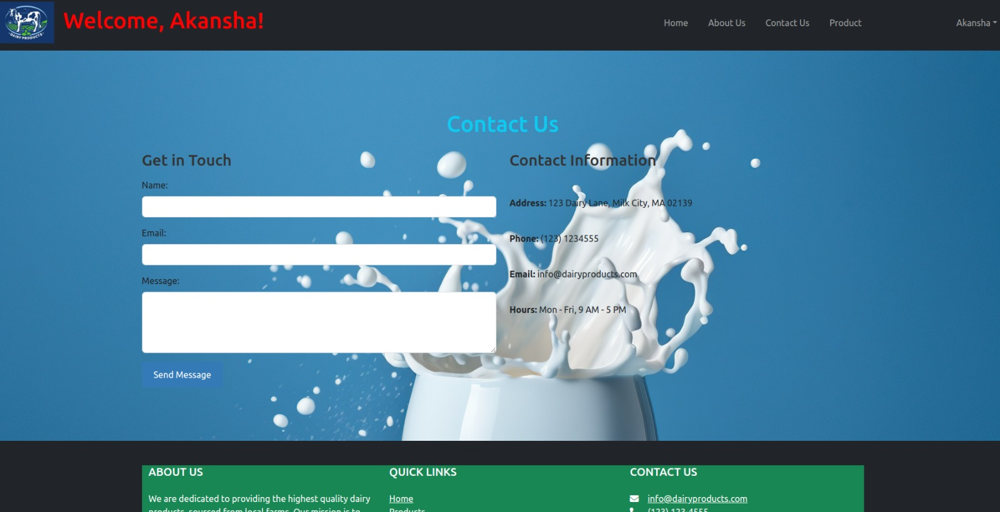 DAIRY PRODUCTS
Welcome, Akansha!
Home About Us Contact Us Product Akansha
Contact Us
Get in Touch
Name:
Email:
Message:
Send Message
Contact Information
Address: 123 Dairy Lane, Milk City, MA 02139
Phone: (123) 1234555
Email: info@dairyproducts.com
Hours: Mon - Fri, 9 AM - 5 PM
ABOUT US
We are dedicated to providing the highest quality dairy
products, sourced from local farms. Our mission is to
QUICK LINKS
Home
Products
CONTACT US
info@dairyproducts.com
(123) 123-4555